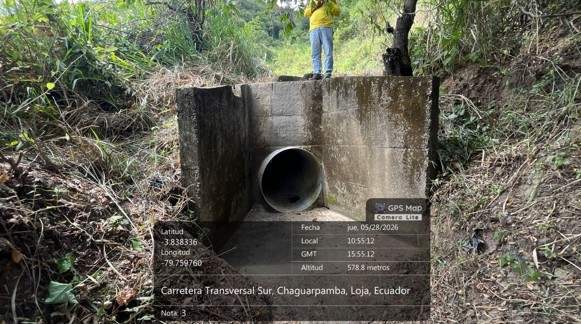 GPS Map
Camera Lite
Latitud
-3.838336
Longitud
-79.759760
Fecha jue, 05/28/2026
Local 10:55:12
GMT 15:55:12
Altitud 578.8 metros
Carretera Transversal Sur, Chaguarpamba, Loja, Ecuador
Nota: 3